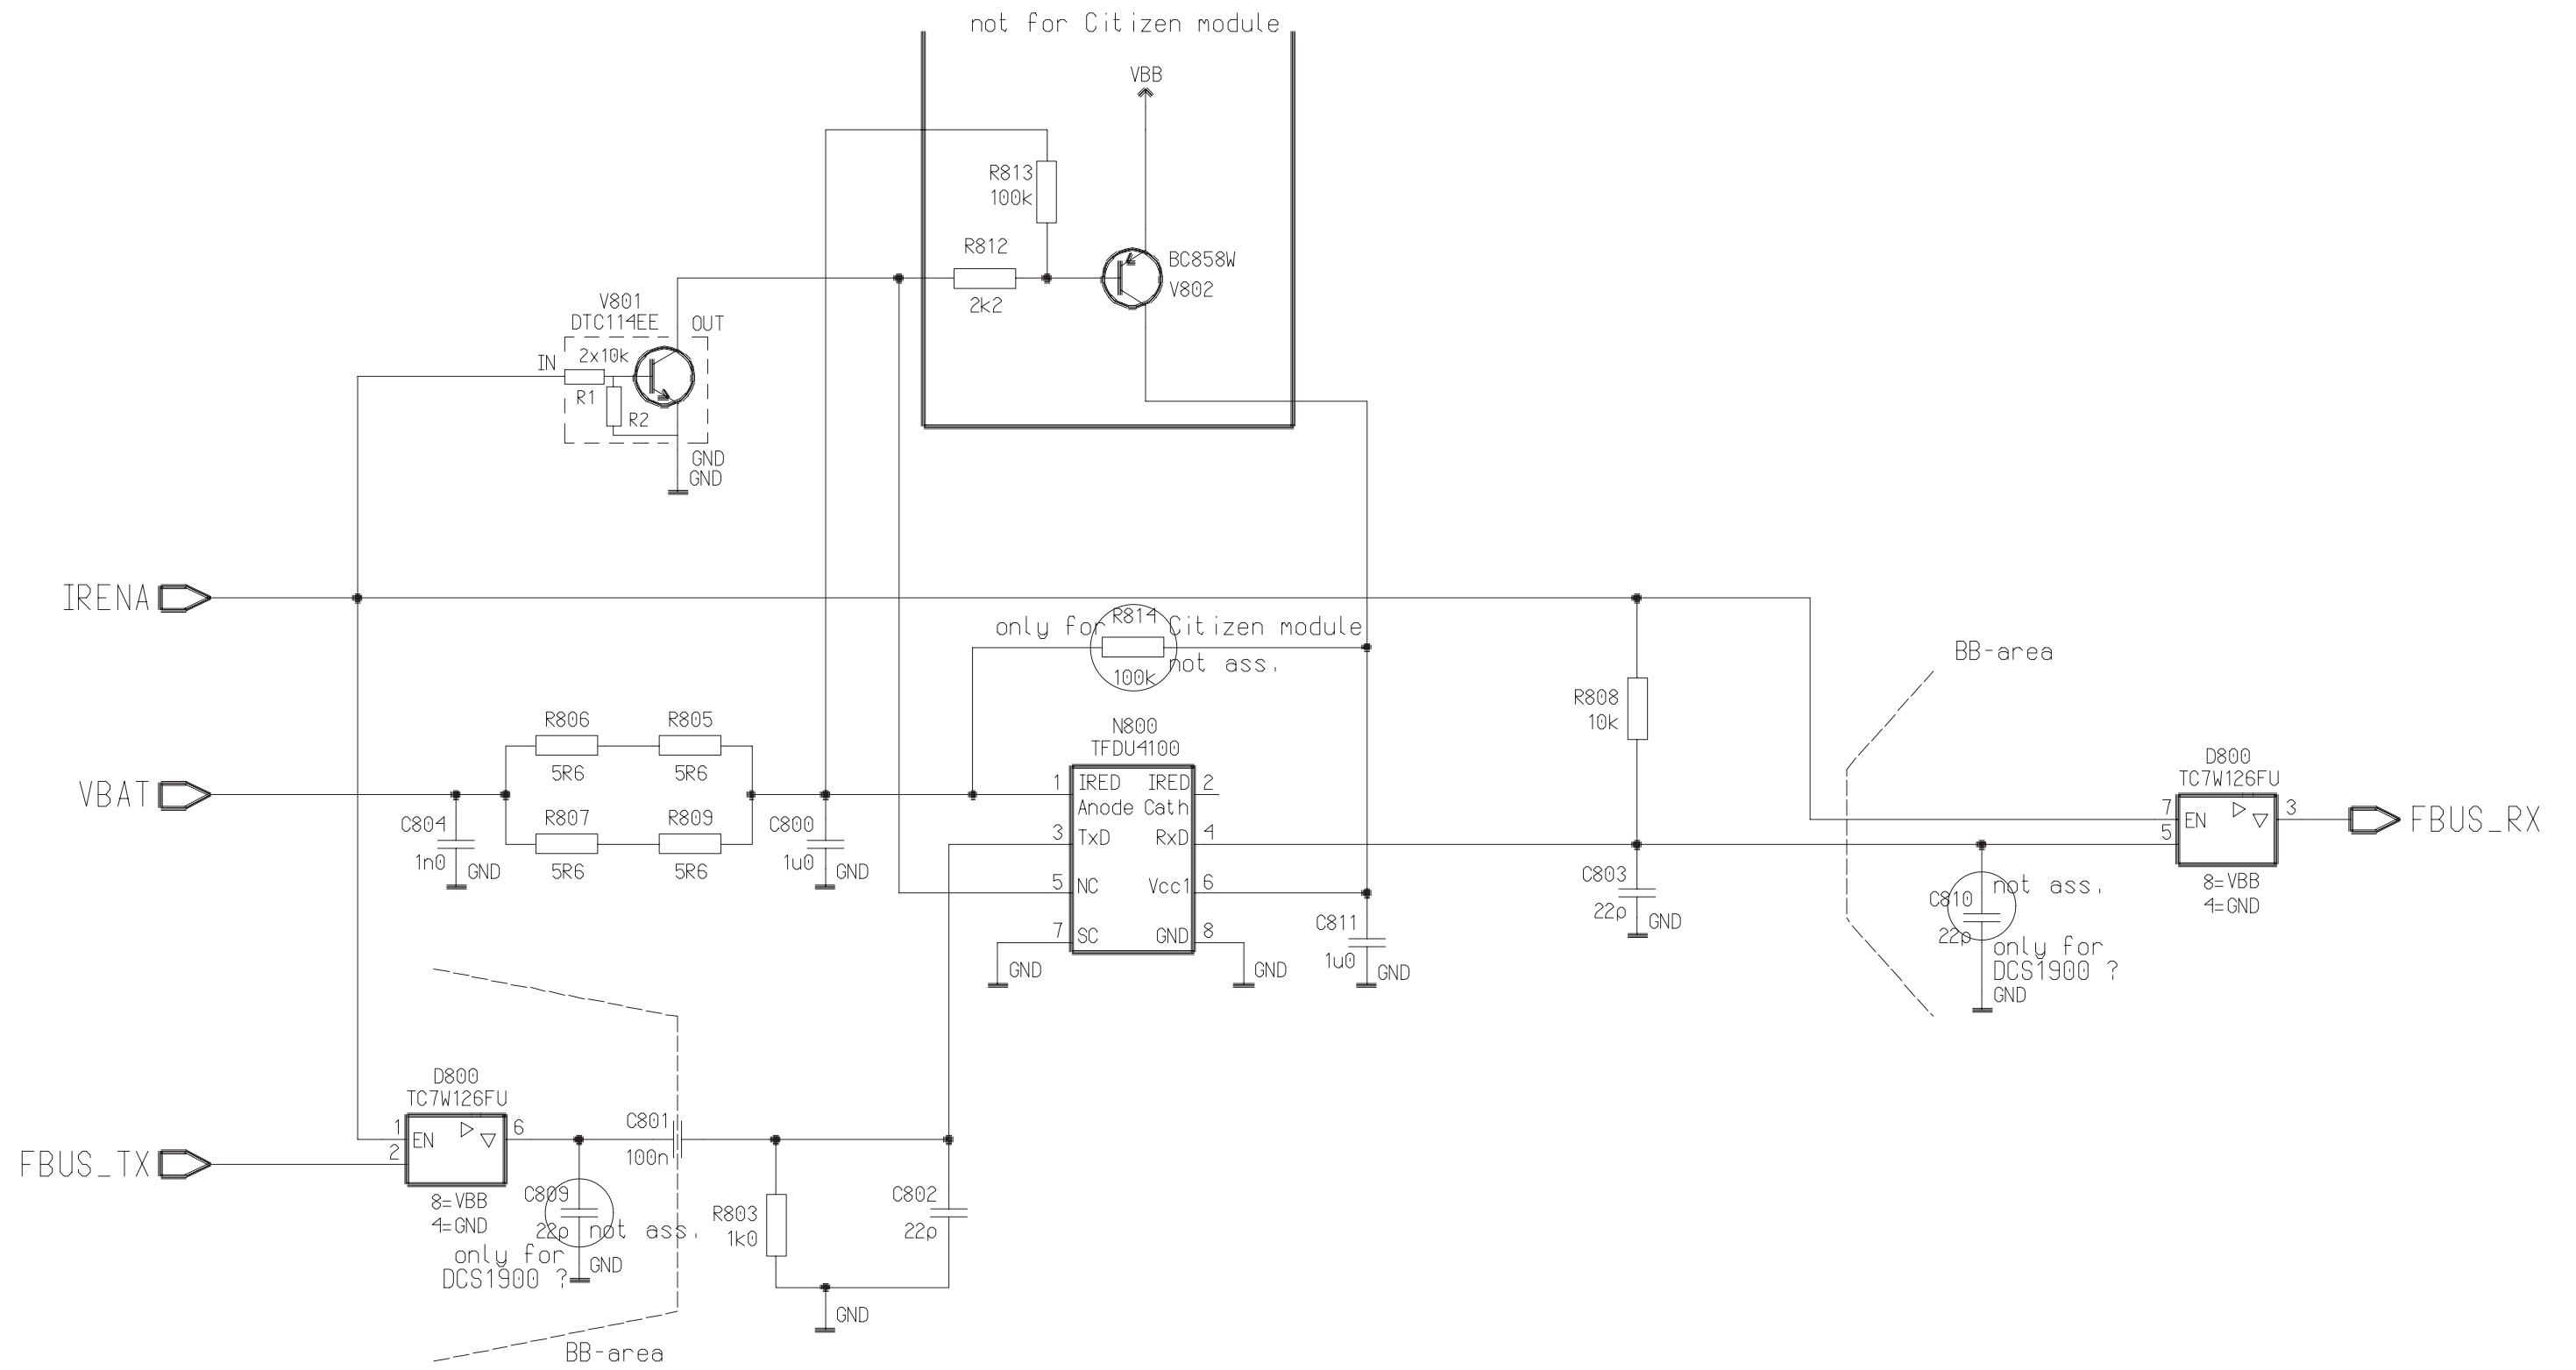 not for Citizen module
VBB
R813
100k
R812
2k2
BC858W
V802
V801
DTC114EE
OUT
IN
2x10k
R1
R2
GND
GND
IRENA
R814
only for Citizen module
100k
not ass.
BB-area
R808
10k
R806
5R6
R805
5R6
N800
TFDU4100
D800
TC7W126FU
VBAT
C804
1n0
GND
R807
5R6
R809
5R6
C800
1u0
GND
1
IRED
Anode
IRED
Cath
2
3
TxD
RxD
4
5
NC
Vcc1
6
7
SC
GND
8
GND
GND
C811
1u0
GND
C803
22p
GND
7
5
EN
3
FBUS_RX
8=VBB
4=GND
C810
22p
not ass.
only for
DCS1900 ?
GND
D800
TC7W126FU
1
2
EN
6
FBUS_TX
8=VBB
4=GND
C809
22p
not ass.
only for
DCS1900 ?
GND
C801
100n
R803
1k0
C802
22p
GND
BB-area